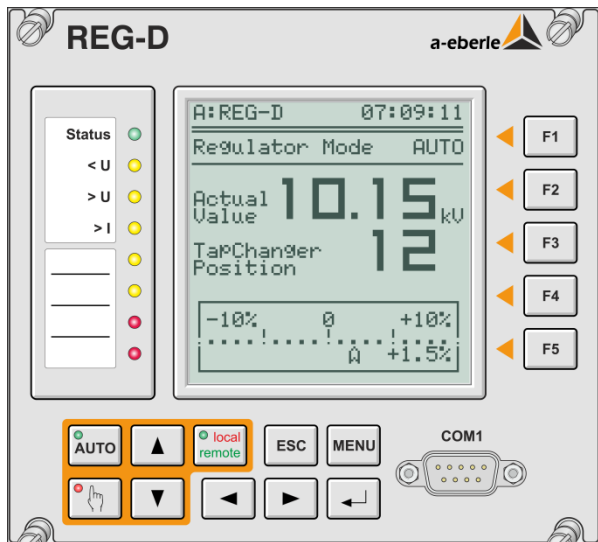 REG-D
a-eberle
Status
< U
> U
> I
A:REG-D 07:09:11
Regulator Mode AUTO
Actual Value 10.15 kV
TapChanger Position 12
-10% 0 +10%
+1.5%
F1
F2
F3
F4
F5
AUTO
local
remote
ESC
MENU
COM1